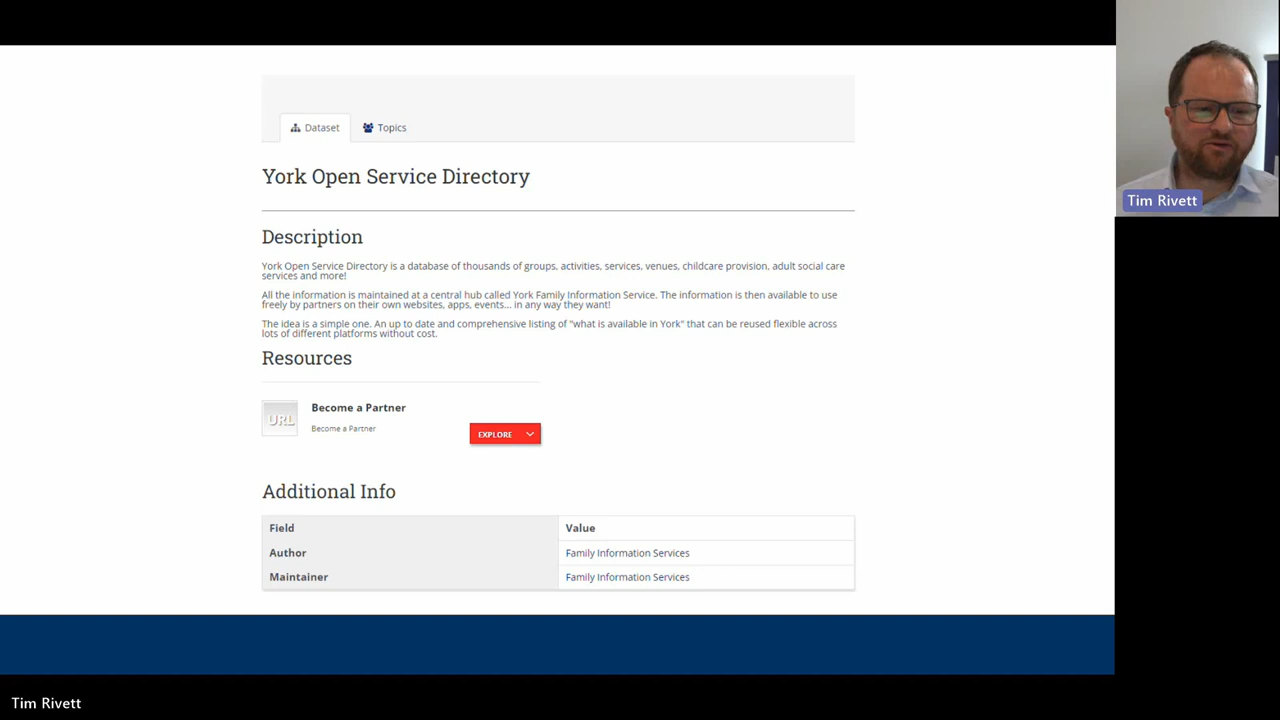 Dataset
Topics
York Open Service Directory
Description
York Open Service Directory is a database of thousands of groups, activities, services, venues, childcare provision, adult social care
services and more!
All the information is maintained at a central hub called York Family Information Service. The information is then available to use
freely by partners on their own websites, apps, events... in any way they want!
The idea is a simple one. An up to date and comprehensive listing of "what is available in York" that can be reused flexible across
lots of different platforms without cost.
Resources
URL
Become a Partner
Become a Partner
EXPLORE
Additional Info
Field Value
Author Family Information Services
Maintainer Family Information Services
Tim Rivett
Tim Rivett